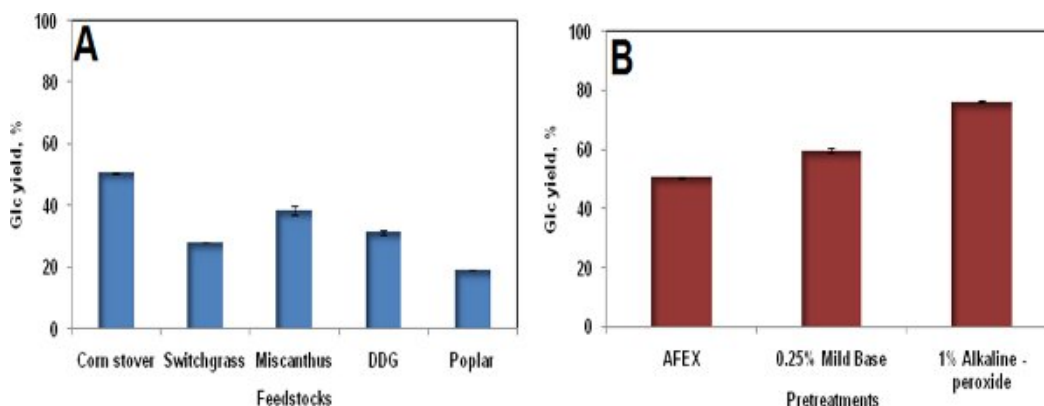 A
100
80
60
40
20
0
Glc yield, %
Corn stover Switchgrass Miscanthus DDG Poplar
Feedstocks
B
100
80
60
40
20
0
Glc yield, %
AFEX 0.25% Mild Base 1% Alkaline -
peroxide
Pretreatments